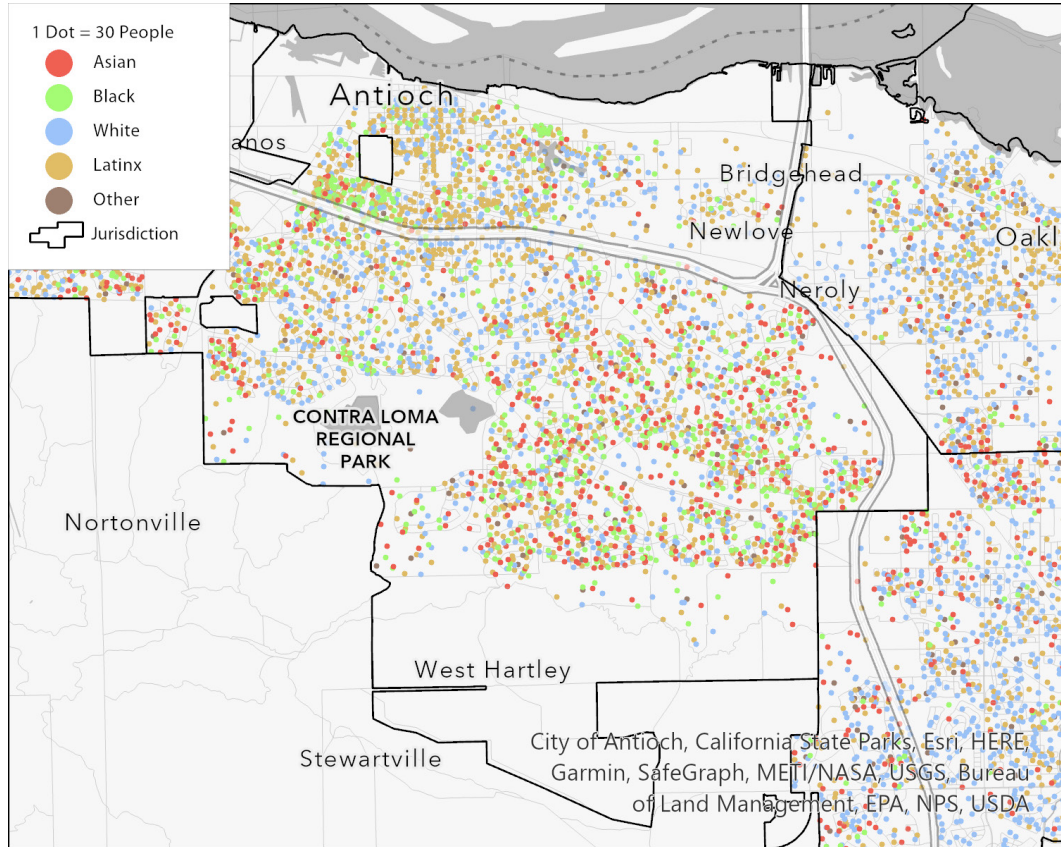 1 Dot = 30 People
Asian
Black
White
Latinx
Other
Jurisdiction
Antioch
anos
Bridgehead
Newlove
Oakl
Neroly
CONTRA LOMA
REGIONAL
PARK
Nortonville
West Hartley
Stewartville
City of Antioch, California State Parks, Esri, HERE,
Garmin, SafeGraph, METI/NASA, USGS, Bureau
of Land Management, EPA, NPS, USDA